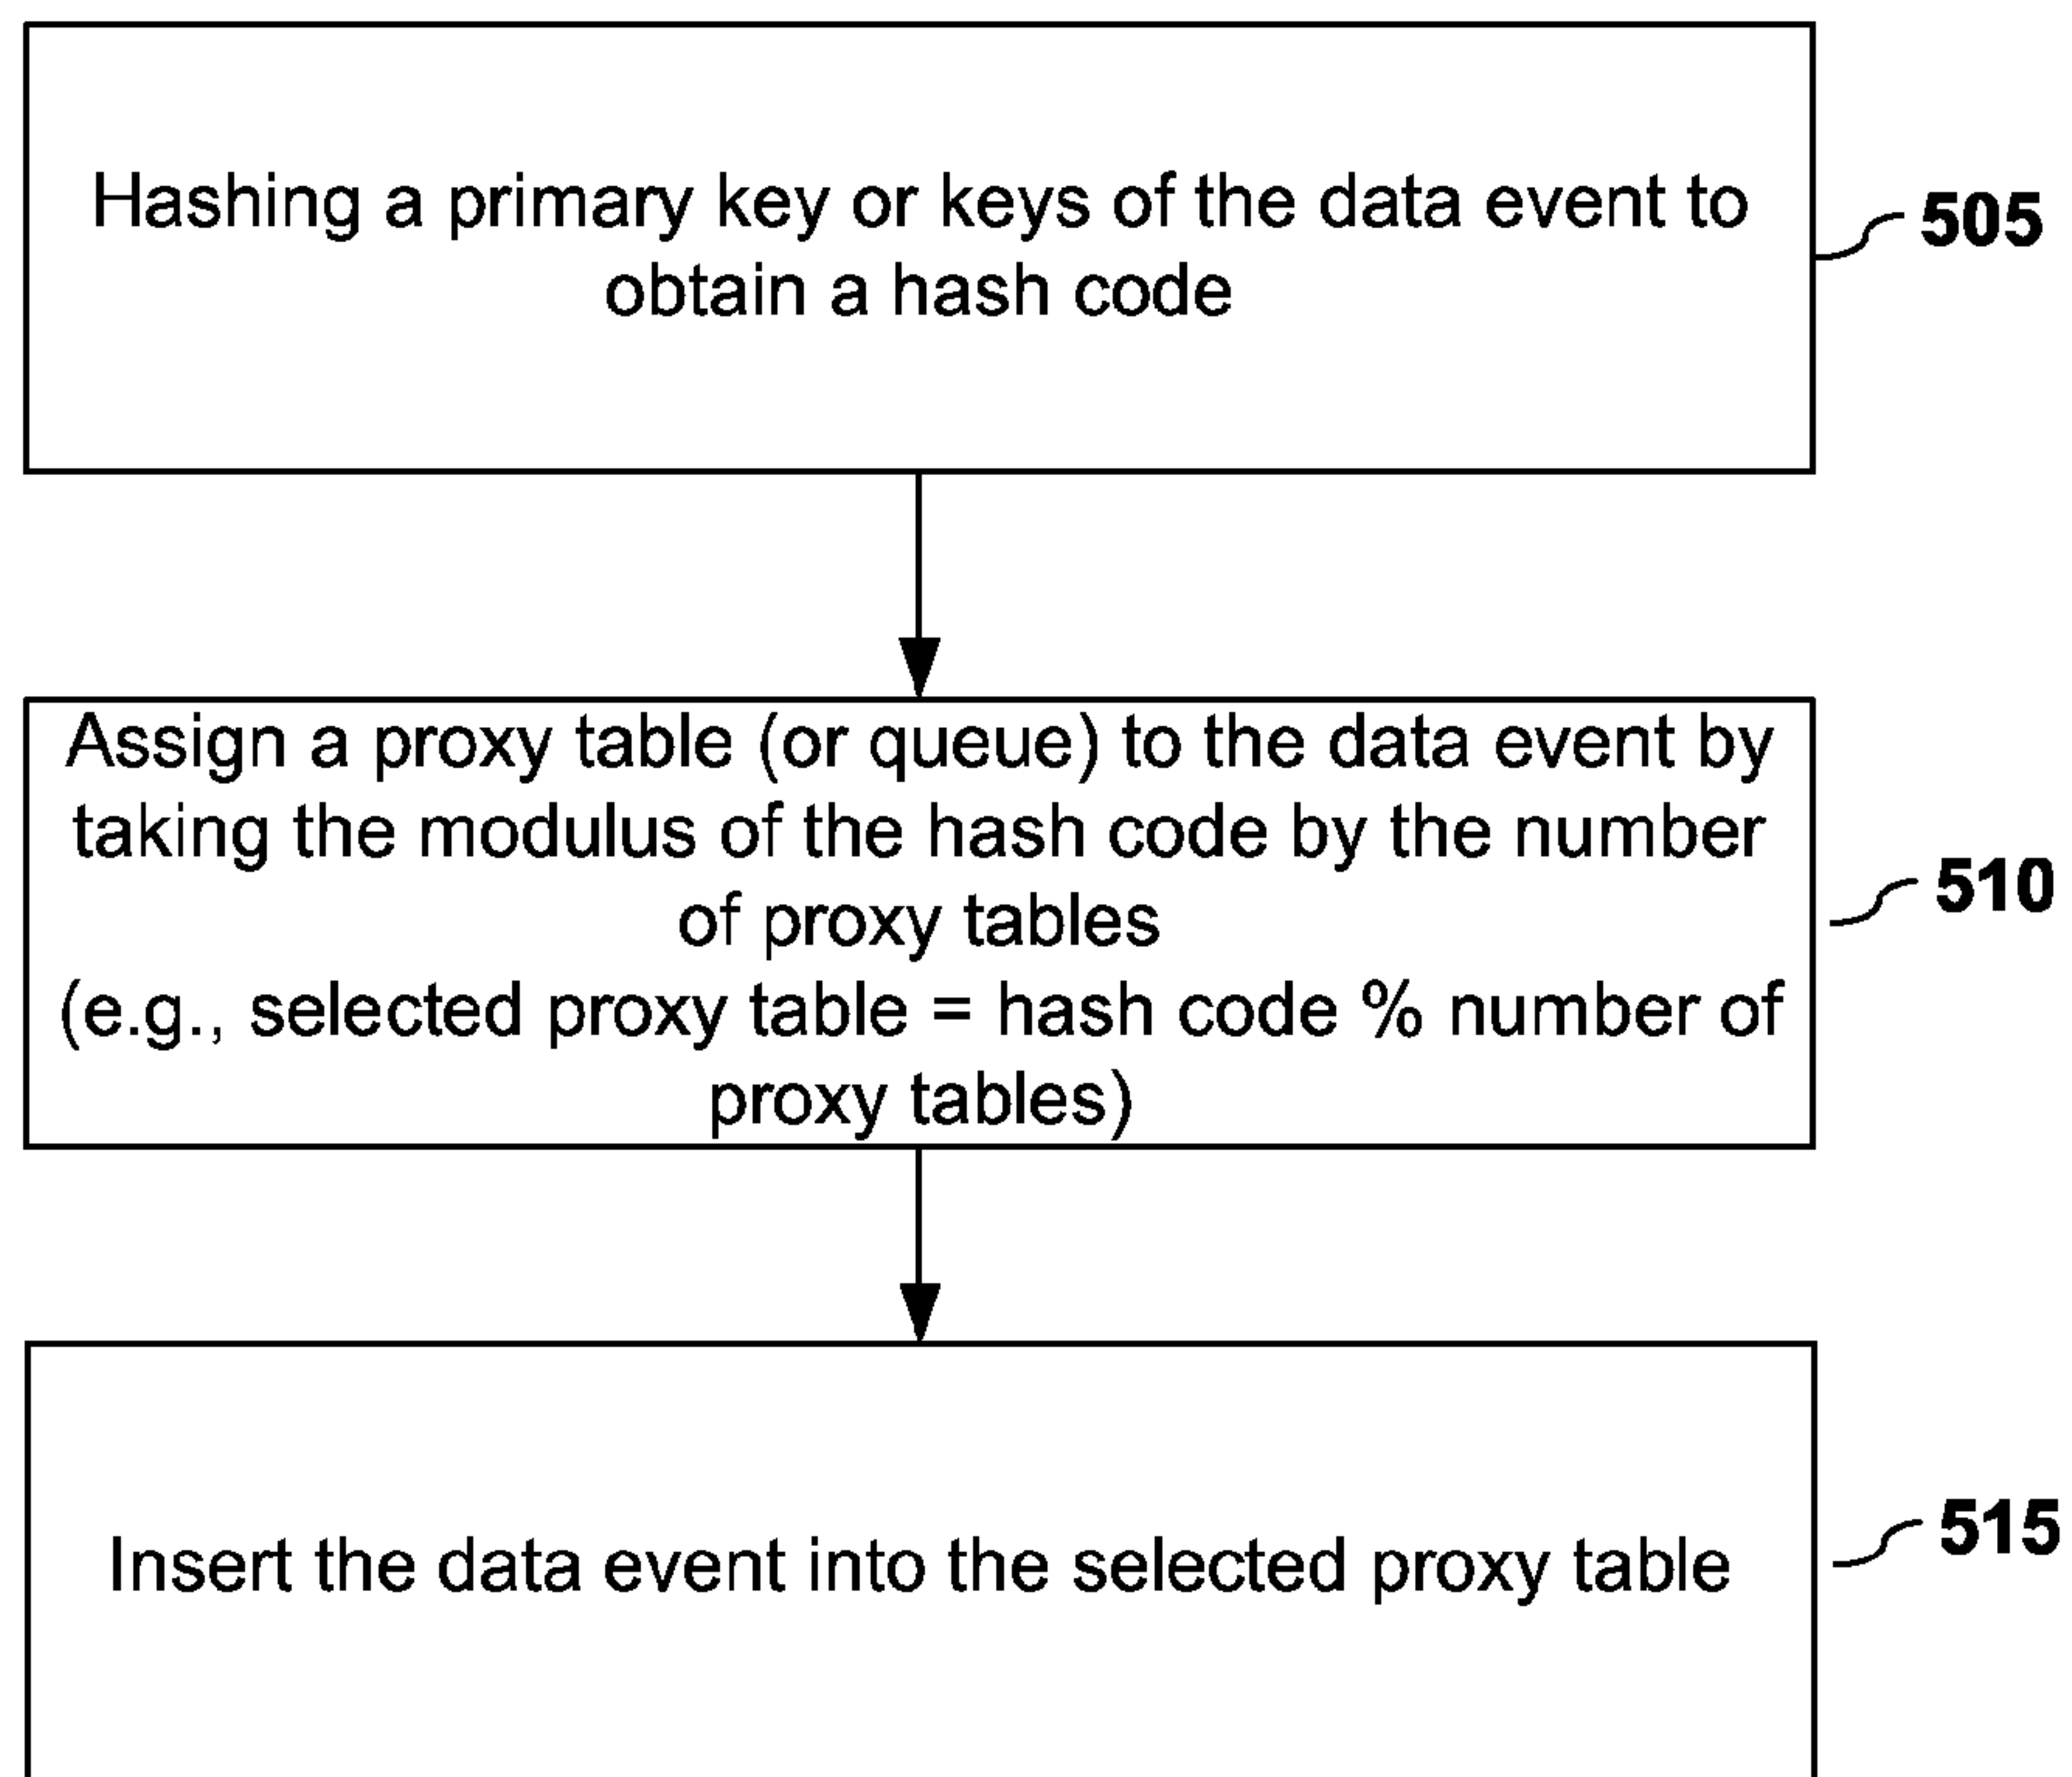 Hashing a primary key or keys of the data event to
obtain a hash code
505
Assign a proxy table (or queue) to the data event by
taking the modulus of the hash code by the number
of proxy tables
(e.g., selected proxy table = hash code % number of
proxy tables)
510
Insert the data event into the selected proxy table
515